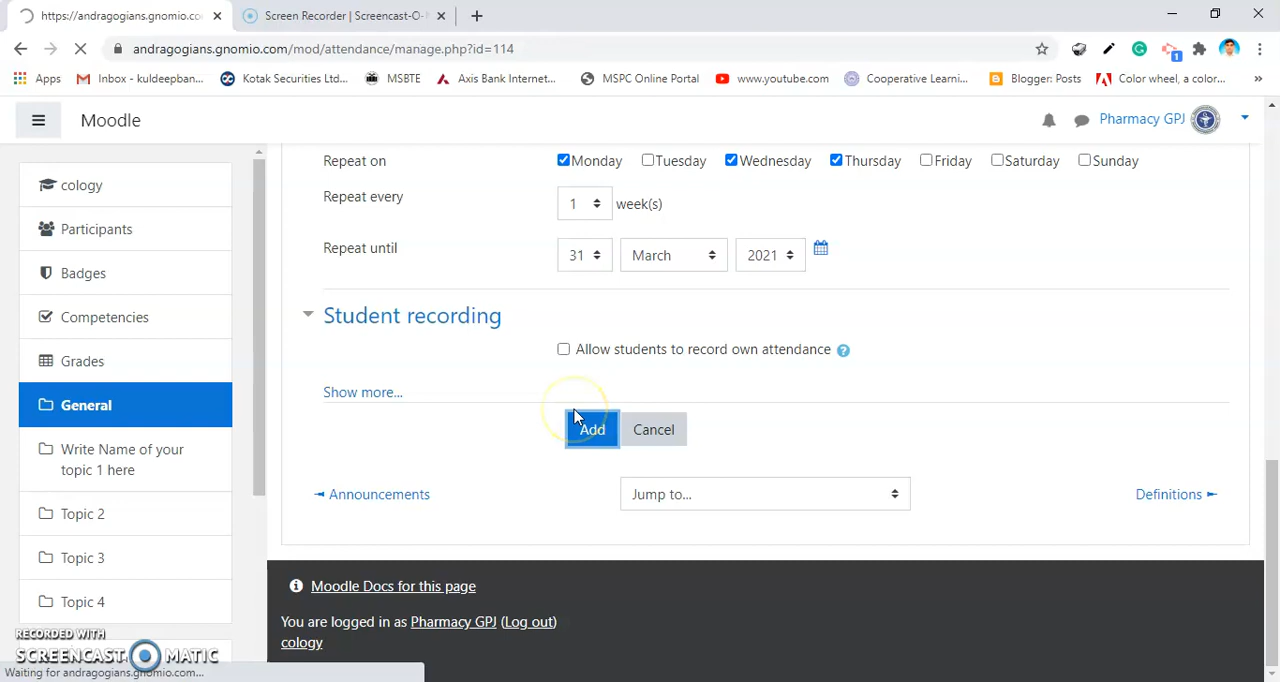 https://andragogians.gnomio.co
Screen Recorder | Screencast-O-
andragogians.gnomio.com/mod/attendance/manage.php?id=114
Apps
Inbox - kuldeepban...
Kotak Securities Ltd...
MSBTE
Axis Bank Internet...
MSPC Online Portal
www.youtube.com
Cooperative Learni...
Blogger: Posts
Color wheel, a color...
»
1
Moodle
Pharmacy GPJ
cology
Participants
Badges
Competencies
Grades
General
Write Name of your
topic 1 here
Topic 2
Topic 3
Topic 4
Repeat on
Monday
Tuesday
Wednesday
Thursday
Friday
Saturday
Sunday
Repeat every
1
week(s)
Repeat until
31
March
2021
Student recording
Allow students to record own attendance
Show more...
Add
Cancel
◄ Announcements
Jump to...
Definitions ►
Moodle Docs for this page
You are logged in as Pharmacy GPJ (Log out)
cology
RECORDED WITH
SCREENCAST MATIC
Waiting for andragogians.gnomio.com...